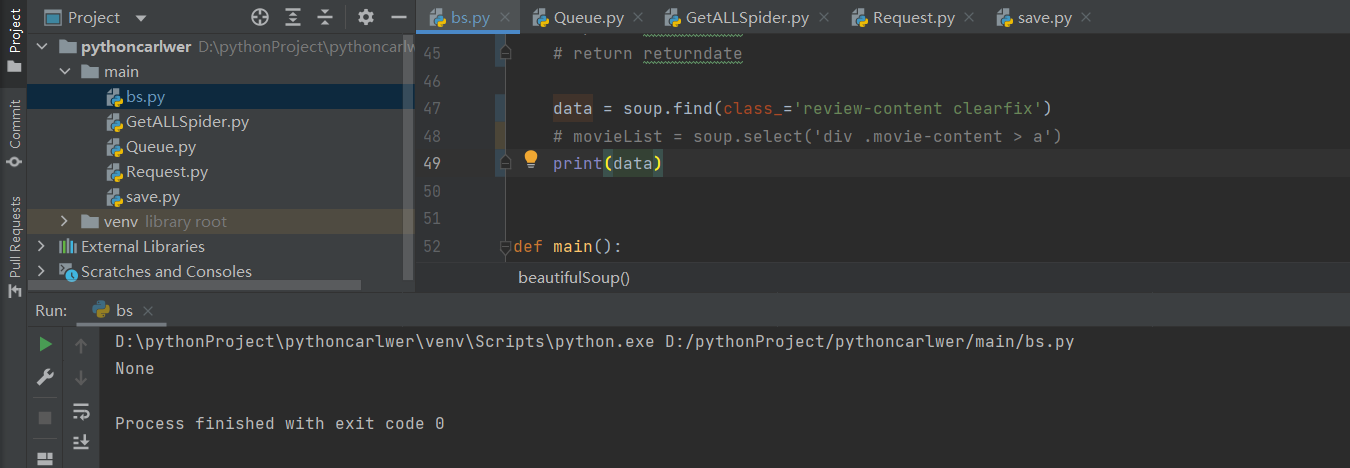 Project
Commit
Pull Requests
Project
pythoncarlwer D:\pythonProject\pythoncarlw
main
bs.py
GetALLSpider.py
Queue.py
Request.py
save.py
venv library root
External Libraries
Scratches and Consoles
bs.py Queue.py GetALLSpider.py Request.py save.py
45 # return returndate
46
47 data = soup.find(class_='review-content clearfix')
48 # movieList = soup.select('div .movie-content > a')
49 print(data)
50
51
52 def main():
beautifulSoup()
Run: bs
D:\pythonProject\pythoncarlwer\venv\Scripts\python.exe D:/pythonProject/pythoncarlwer/main/bs.py
None
Process finished with exit code 0